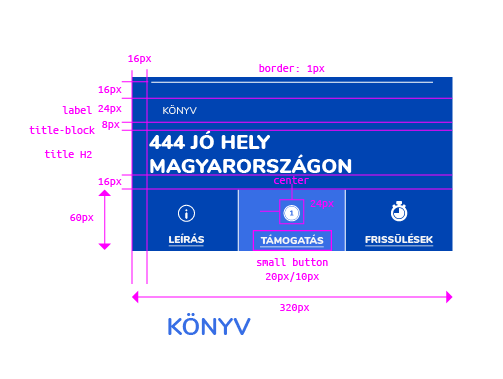 16px
border: 1px
16px
label 24px
KÖNYV
8px
title-block
444 JÓ HELY
title H2
MAGYARORSZÁGON
16px
center
24px
60px
1
LEÍRÁS
TÁMOGATÁS
FRISSÜLÉSEK
small button
20px/10px
320px
KÖNYV